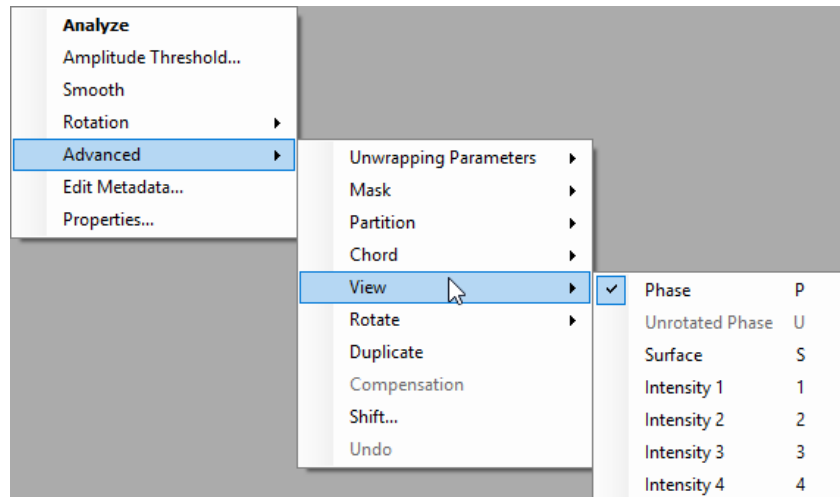 Analyze
Amplitude Threshold...
Smooth
Rotation
Advanced
Edit Metadata...
Properties...
Unwrapping Parameters
Mask
Partition
Chord
View
Rotate
Duplicate
Compensation
Shift...
Undo
Phase P
Unrotated Phase U
Surface S
Intensity 1 1
Intensity 2 2
Intensity 3 3
Intensity 4 4